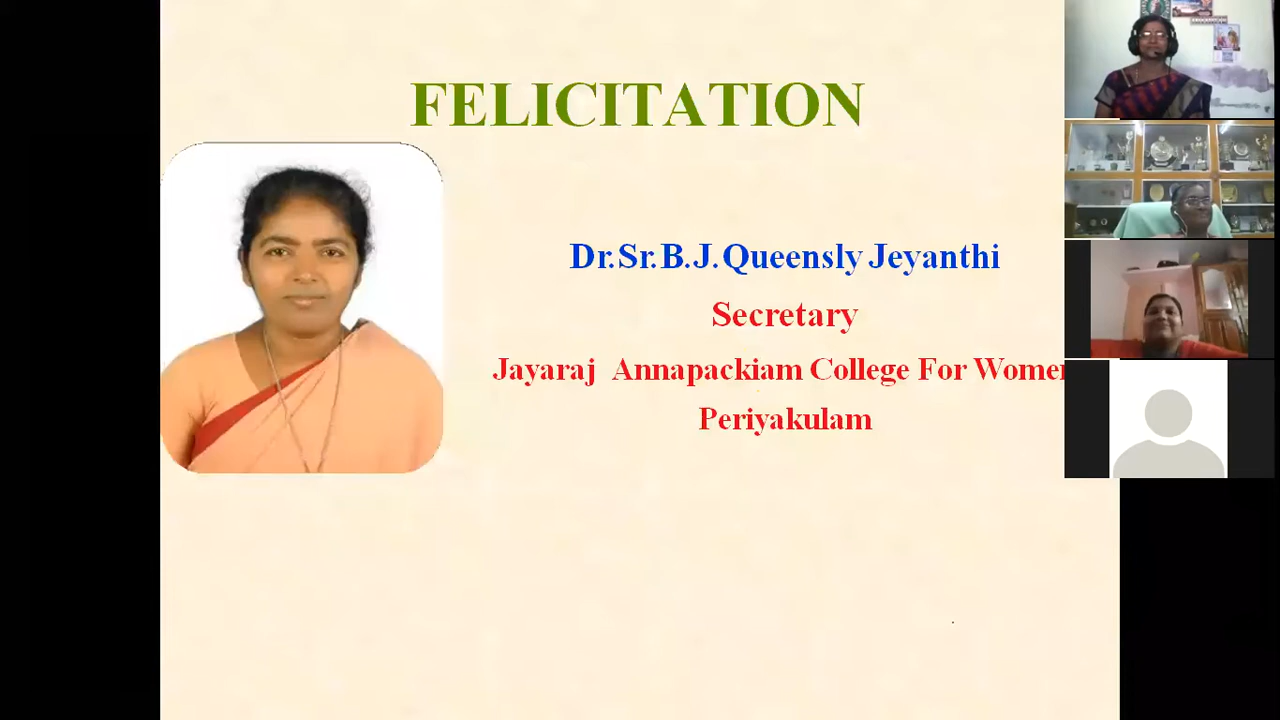 FELICITATION
Dr.Sr.B.J.Queensly Jeyanthi
Secretary
Jayaraj Annapackiam College For Women
Periyakulam